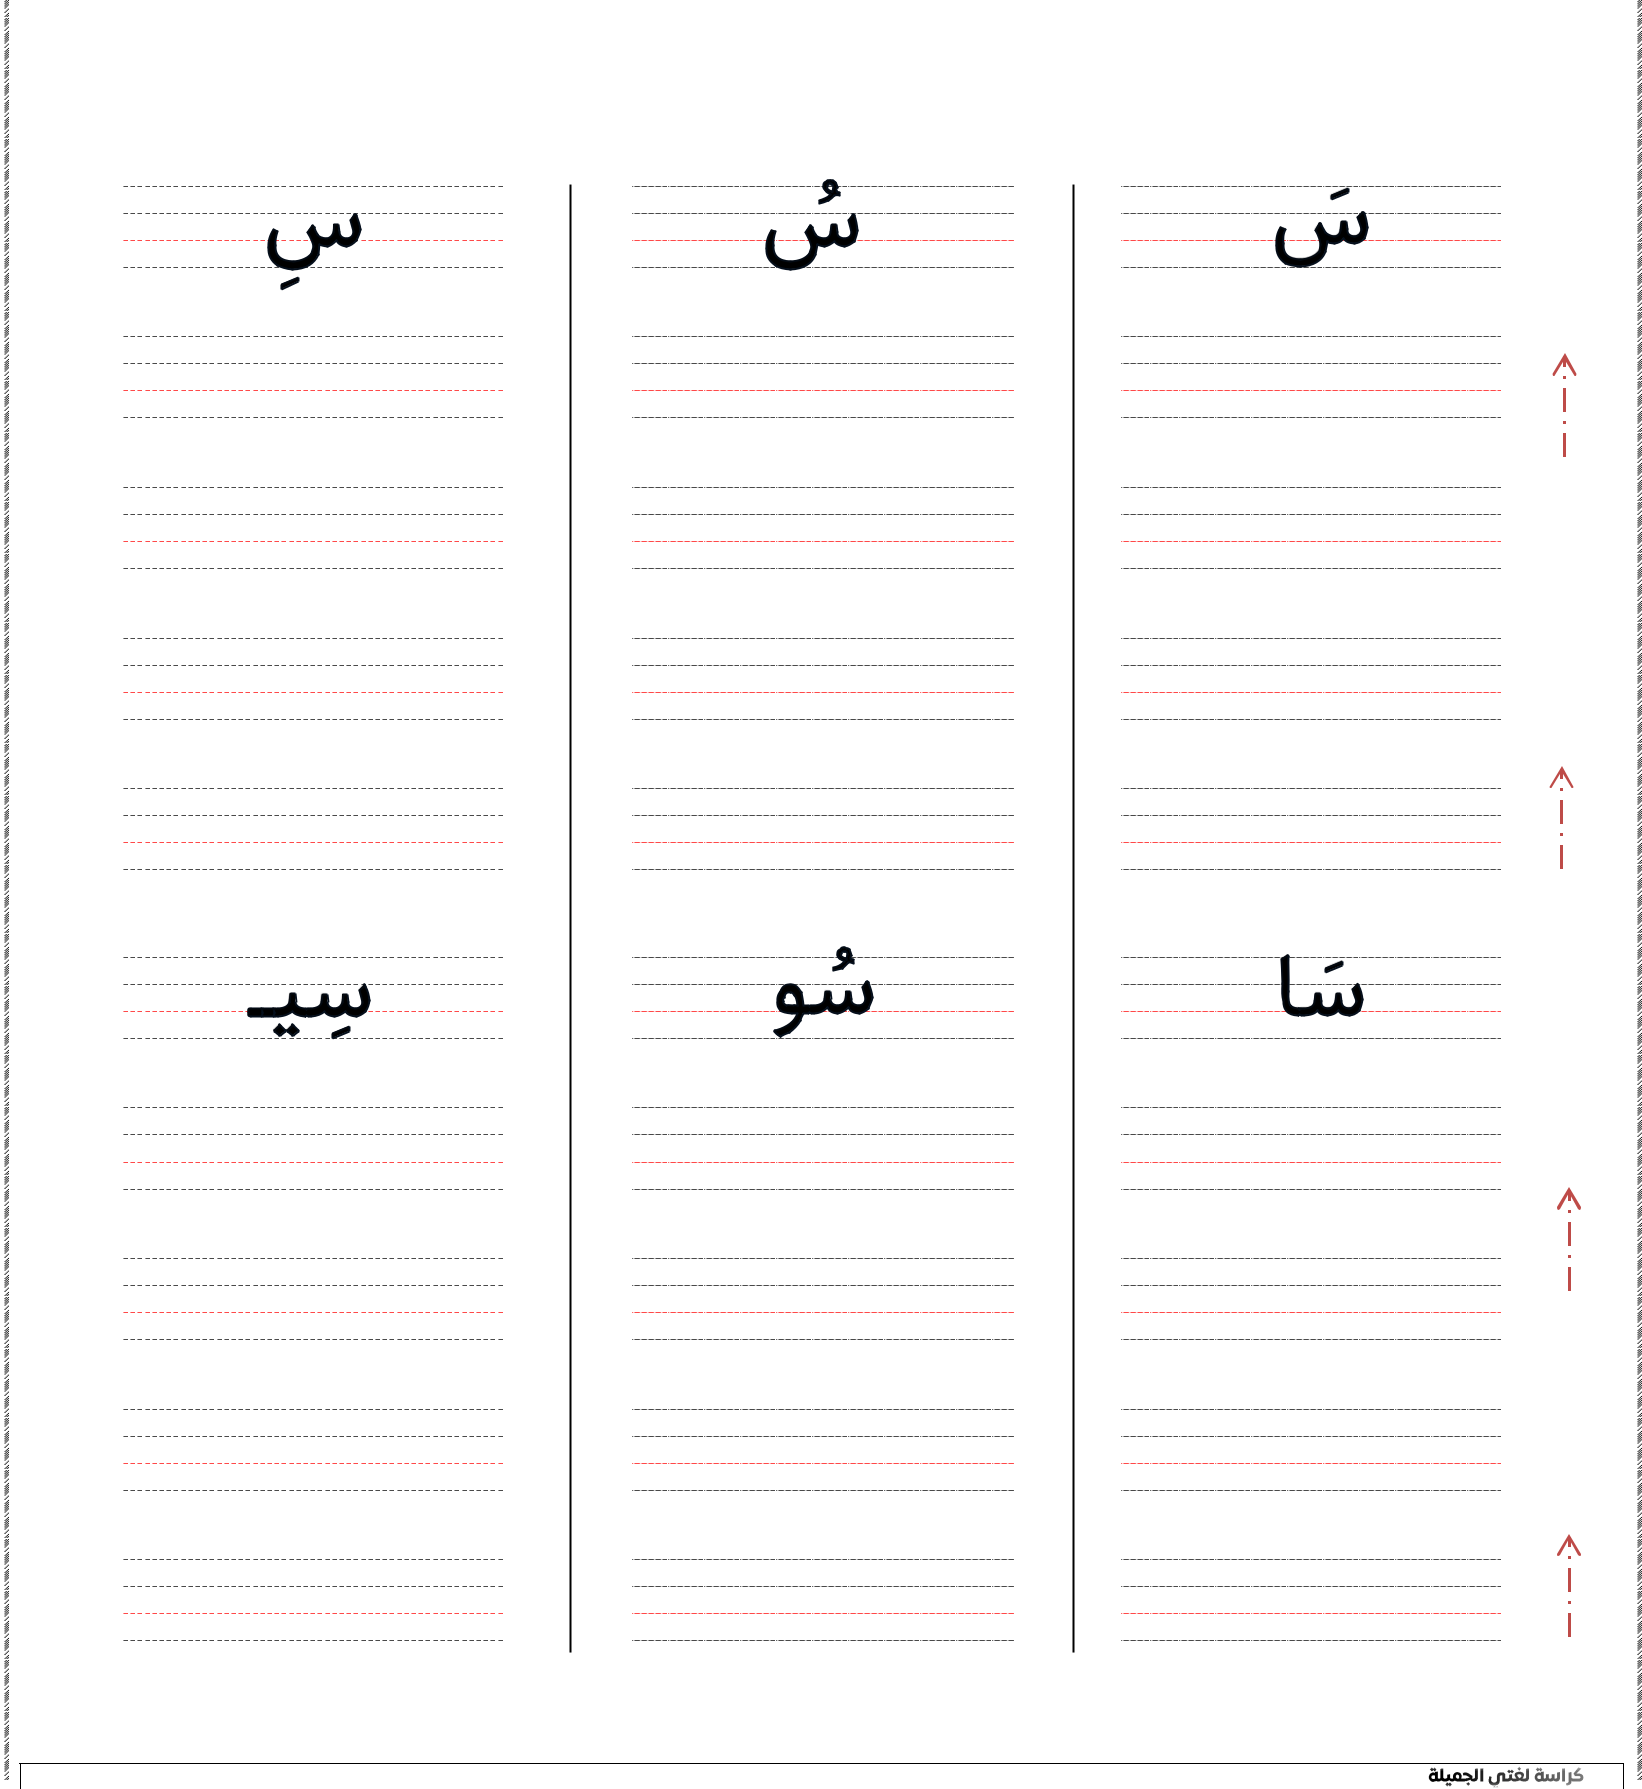 سَ سُ سِ
سَا سُو سِيـ
كراسة لغتي الجميلة